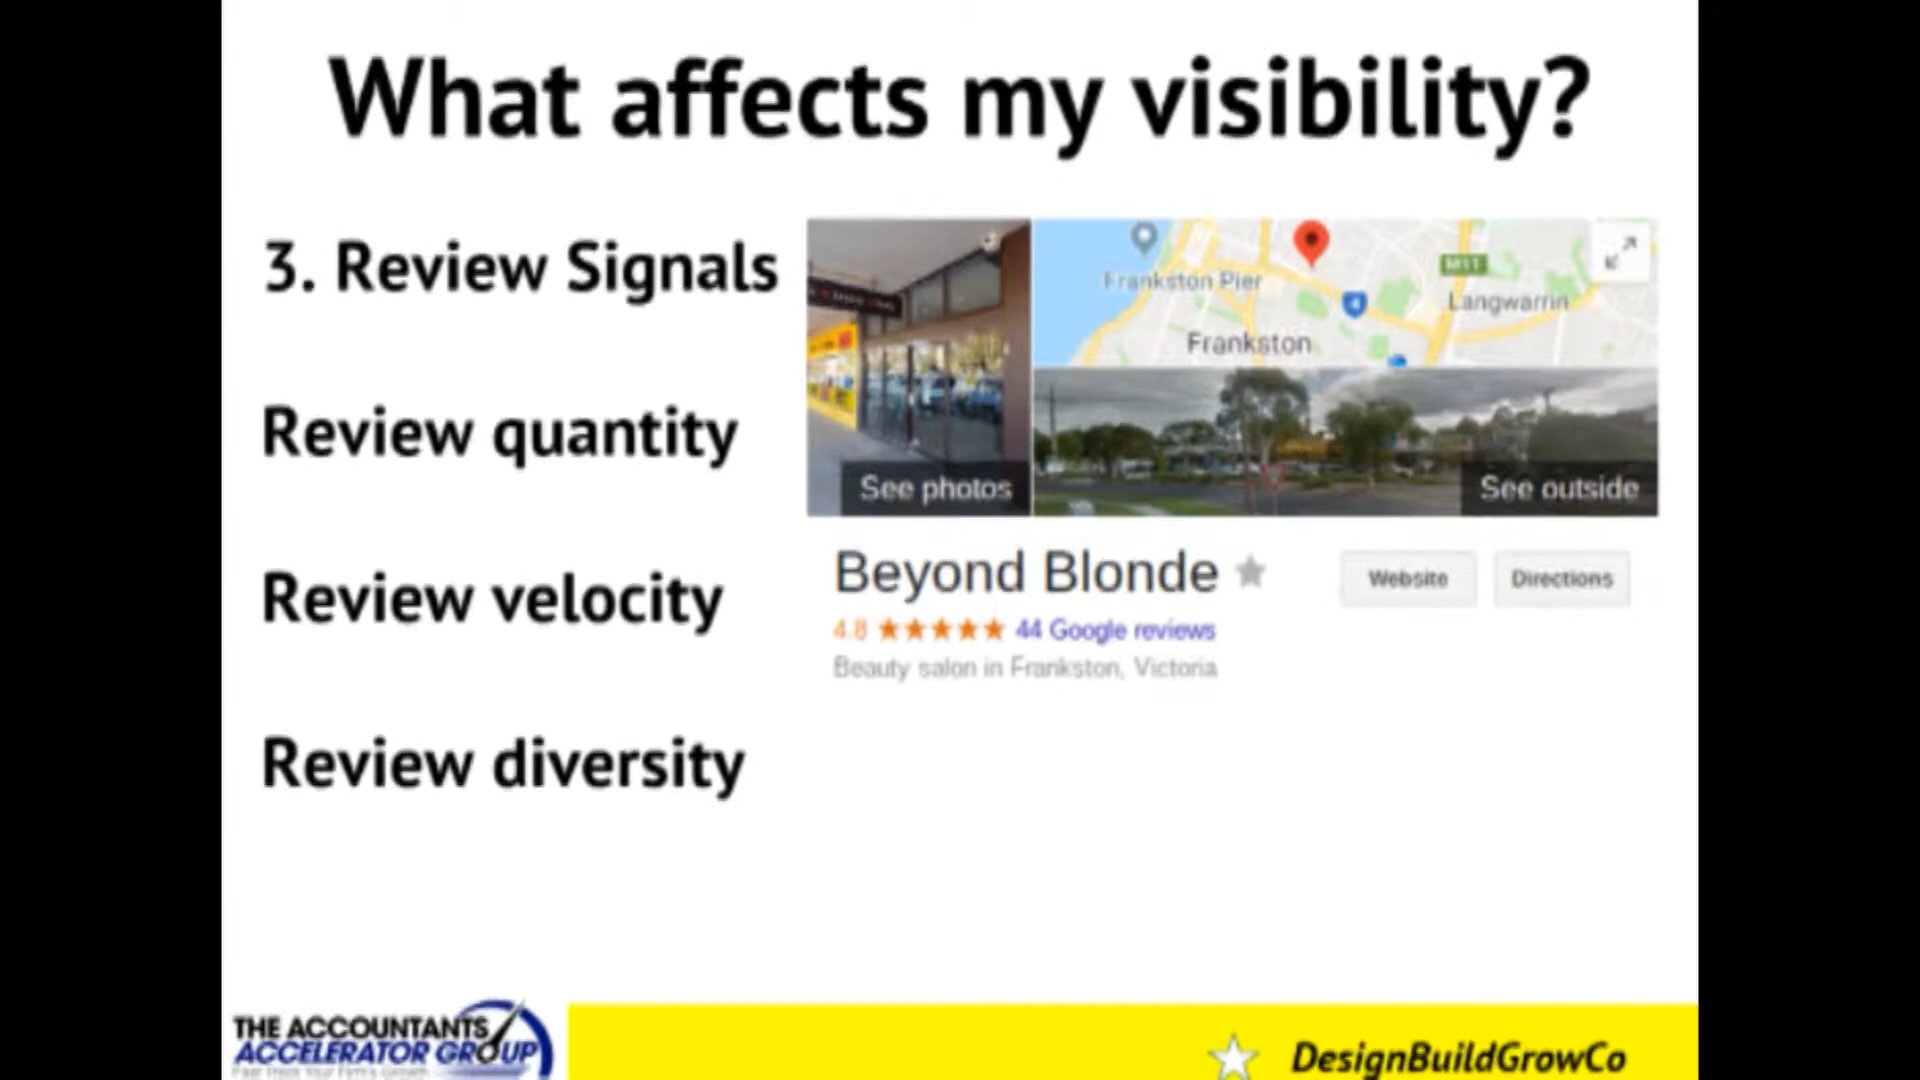 What affects my visibility?
3. Review Signals
Review quantity
Review velocity
Review diversity
Frankston Pier
M11
Langwarrin
4
Frankston
See photos
See outside
Beyond Blonde
Website
Directions
4.8
44 Google reviews
Beauty salon in Frankston, Victoria
THE ACCOUNTANTS
ACCELERATOR GROUP
DesignBuildGrowCo